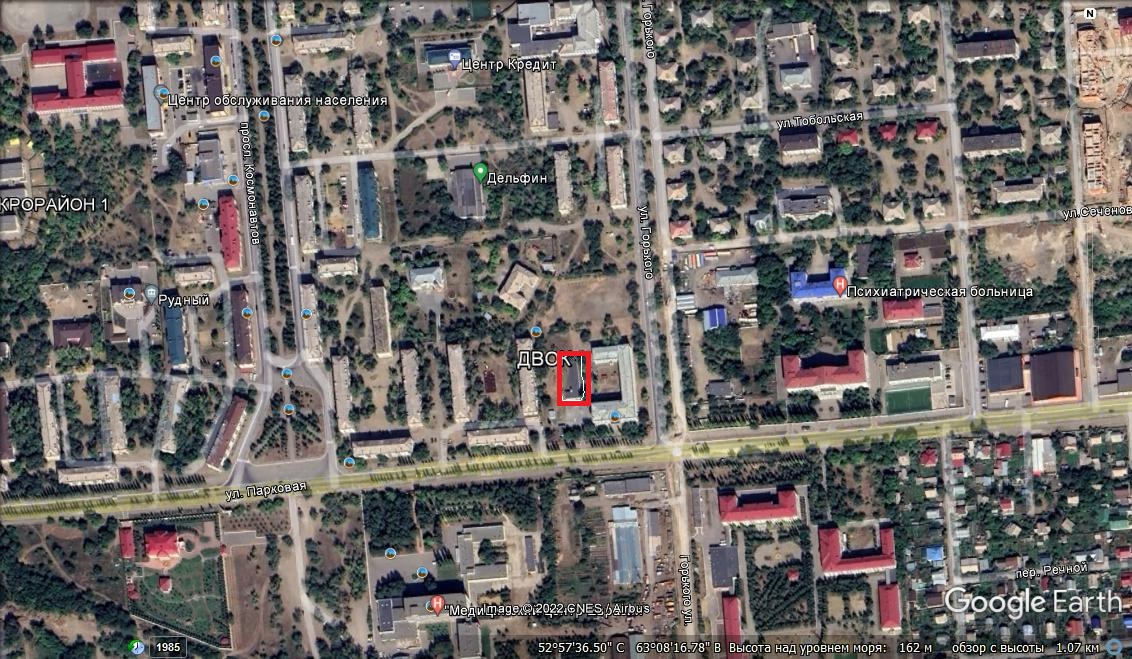 N
Горького
Центр Кредит
Центр обслуживания населения
ул.Тобольская
просп. Космонавтов
Дельфин
КРОРАЙОН 1
ул.Сеченов
ул. Горького
Психиатрическая больница
Рудный
ДВСК
ул. Парковая
Горького ул.
пер. Речной
Image © 2022 CNES / Airbus
Google Earth
1985
52°57'36.50" С 63°08'16.78" В Высота над уровнем моря: 162 м обзор с высоты 1.07 км